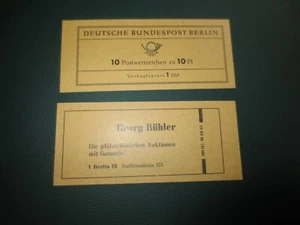 DEUTSCHE BUNDESPOST BERLIN
10 Postwertzeichen zu 10 Pf
Verkaufspreis 1 DM
Georg Bühler
Die philatelistischen Auktionen
mit Garantie!
1 Berlin 15